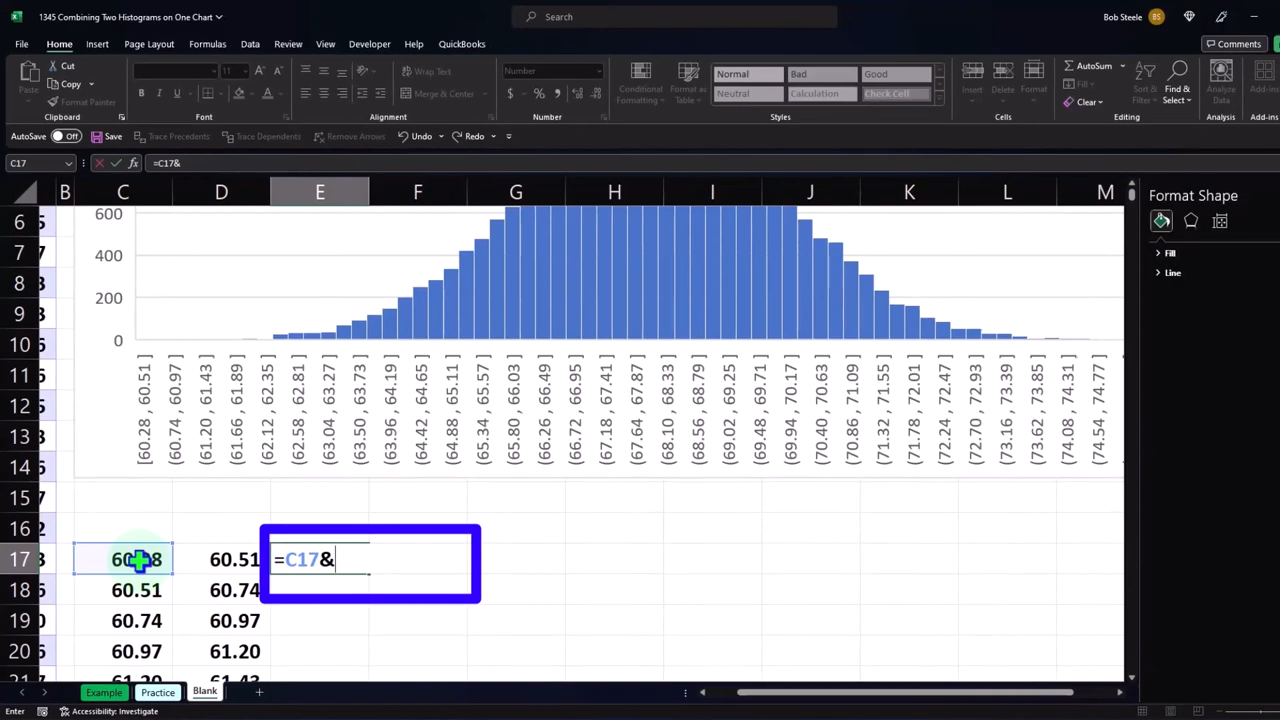 1345 Combining Two Histograms on One Chart
Search
Bob Steele
BS
File Home Insert Page Layout Formulas Data Review View Developer Help QuickBooks
Comments
Paste
Cut
Copy
Format Painter
Clipboard
11
Font
Wrap Text
Merge & Center
Alignment
Number
Number
Conditional Formatting
Format as Table
Normal Bad Good
Neutral Calculation Check Cell
Styles
Insert Delete Format
Cells
AutoSum
Fill
Clear
Sort & Filter
Find & Select
Editing
Analyze Data
Analysis
Add-ins
AutoSave Off Save Trace Precedents Trace Dependents Remove Arrows Undo Redo
C17 =C17&
B C D E F G H I J K L M
Format Shape
Fill
Line
600
400
200
0
[60.28 , 60.51]
(60.74 , 60.97]
(61.20 , 61.43]
(61.66 , 61.89]
(62.12 , 62.35]
(62.58 , 62.81]
(63.04 , 63.27]
(63.50 , 63.73]
(63.96 , 64.19]
(64.42 , 64.65]
(64.88 , 65.11]
(65.34 , 65.57]
(65.80 , 66.03]
(66.26 , 66.49]
(66.72 , 66.95]
(67.18 , 67.41]
(67.64 , 67.87]
(68.10 , 68.33]
(68.56 , 68.79]
(69.02 , 69.25]
(69.48 , 69.71]
(69.94 , 70.17]
(70.40 , 70.63]
(70.86 , 71.09]
(71.32 , 71.55]
(71.78 , 72.01]
(72.24 , 72.47]
(72.70 , 72.93]
(73.16 , 73.39]
(73.62 , 73.85]
(74.08 , 74.31]
(74.54 , 74.77]
6
7
8
9
10
11
12
13
14
15
16
17 60.51 =C17&
18 60.51 60.74
19 60.74 60.97
20 60.97 61.20
Example Practice Blank
Enter Accessibility: Investigate